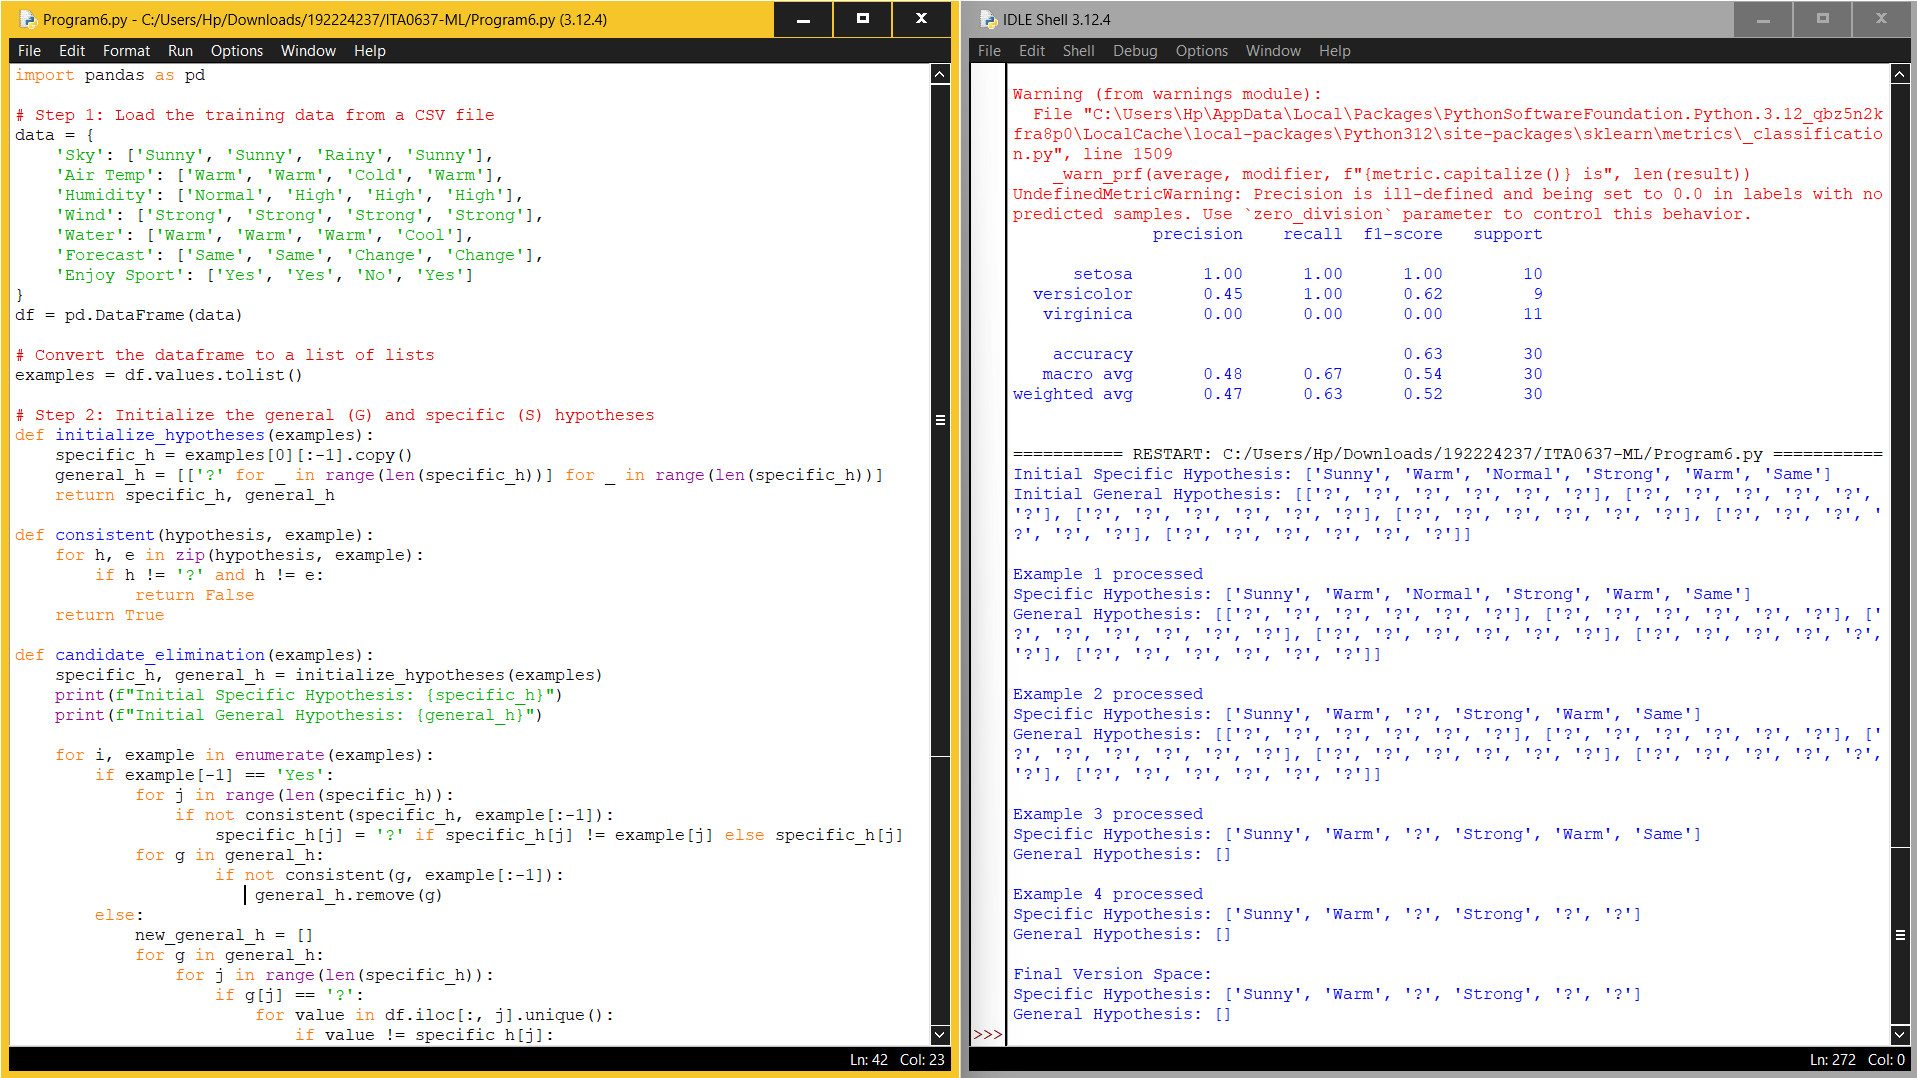 Program6.py - C:/Users/Hp/Downloads/192224237/ITA0637-ML/Program6.py (3.12.4)
File Edit Format Run Options Window Help
import pandas as pd
# Step 1: Load the training data from a CSV file
data = {
    'Sky': ['Sunny', 'Sunny', 'Rainy', 'Sunny'],
    'Air Temp': ['Warm', 'Warm', 'Cold', 'Warm'],
    'Humidity': ['Normal', 'High', 'High', 'High'],
    'Wind': ['Strong', 'Strong', 'Strong', 'Strong'],
    'Water': ['Warm', 'Warm', 'Warm', 'Cool'],
    'Forecast': ['Same', 'Same', 'Change', 'Change'],
    'Enjoy Sport': ['Yes', 'Yes', 'No', 'Yes']
}
df = pd.DataFrame(data)
# Convert the dataframe to a list of lists
examples = df.values.tolist()
# Step 2: Initialize the general (G) and specific (S) hypotheses
def initialize_hypotheses(examples):
    specific_h = examples[0][:-1].copy()
    general_h = [['?' for _ in range(len(specific_h))] for _ in range(len(specific_h))]
    return specific_h, general_h
def consistent(hypothesis, example):
    for h, e in zip(hypothesis, example):
        if h != '?' and h != e:
            return False
    return True
def candidate_elimination(examples):
    specific_h, general_h = initialize_hypotheses(examples)
    print(f"Initial Specific Hypothesis: {specific_h}")
    print(f"Initial General Hypothesis: {general_h}")
    for i, example in enumerate(examples):
        if example[-1] == 'Yes':
            for j in range(len(specific_h)):
                if not consistent(specific_h, example[:-1]):
                    specific_h[j] = '?' if specific_h[j] != example[j] else specific_h[j]
            for g in general_h:
                    if not consistent(g, example[:-1]):
                        general_h.remove(g)
        else:
            new_general_h = []
            for g in general_h:
                for j in range(len(specific_h)):
                    if g[j] == '?':
                        for value in df.iloc[:, j].unique():
                            if value != specific_h[j]:
Ln: 42 Col: 23
IDLE Shell 3.12.4
File Edit Shell Debug Options Window Help
Warning (from warnings module):
  File "C:\Users\Hp\AppData\Local\Packages\PythonSoftwareFoundation.Python.3.12_qbz5n2k
fra8p0\LocalCache\local-packages\Python312\site-packages\sklearn\metrics\_classificatio
n.py", line 1509
    _warn_prf(average, modifier, f"{metric.capitalize()} is", len(result))
UndefinedMetricWarning: Precision is ill-defined and being set to 0.0 in labels with no
predicted samples. Use `zero_division` parameter to control this behavior.
              precision    recall  f1-score   support
      setosa       1.00      1.00      1.00        10
  versicolor       0.45      1.00      0.62         9
   virginica       0.00      0.00      0.00        11
    accuracy                           0.63        30
   macro avg       0.48      0.67      0.54        30
weighted avg       0.47      0.63      0.52        30
=========== RESTART: C:/Users/Hp/Downloads/192224237/ITA0637-ML/Program6.py ===========
Initial Specific Hypothesis: ['Sunny', 'Warm', 'Normal', 'Strong', 'Warm', 'Same']
Initial General Hypothesis: [['?', '?', '?', '?', '?', '?'], ['?', '?', '?', '?', '?',
'?'], ['?', '?', '?', '?', '?', '?'], ['?', '?', '?', '?', '?', '?'], ['?', '?', '?', '
?', '?', '?'], ['?', '?', '?', '?', '?', '?']]
Example 1 processed
Specific Hypothesis: ['Sunny', 'Warm', 'Normal', 'Strong', 'Warm', 'Same']
General Hypothesis: [['?', '?', '?', '?', '?', '?'], ['?', '?', '?', '?', '?', '?'], ['
?', '?', '?', '?', '?', '?'], ['?', '?', '?', '?', '?', '?'], ['?', '?', '?', '?', '?',
'?'], ['?', '?', '?', '?', '?', '?']]
Example 2 processed
Specific Hypothesis: ['Sunny', 'Warm', '?', 'Strong', 'Warm', 'Same']
General Hypothesis: [['?', '?', '?', '?', '?', '?'], ['?', '?', '?', '?', '?', '?'], ['
?', '?', '?', '?', '?', '?'], ['?', '?', '?', '?', '?', '?'], ['?', '?', '?', '?', '?',
'?'], ['?', '?', '?', '?', '?', '?']]
Example 3 processed
Specific Hypothesis: ['Sunny', 'Warm', '?', 'Strong', 'Warm', 'Same']
General Hypothesis: []
Example 4 processed
Specific Hypothesis: ['Sunny', 'Warm', '?', 'Strong', '?', '?']
General Hypothesis: []
Final Version Space:
Specific Hypothesis: ['Sunny', 'Warm', '?', 'Strong', '?', '?']
General Hypothesis: []
>>>
Ln: 272 Col: 0